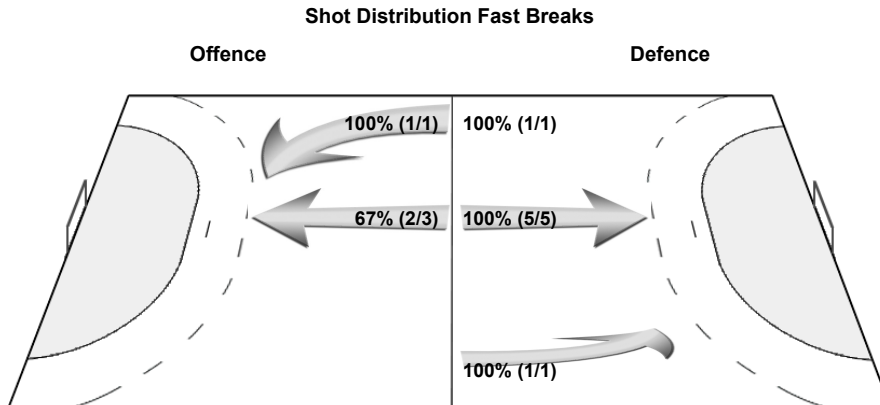 Shot Distribution Fast Breaks
Offence Defence
100% (1/1) 100% (1/1)
67% (2/3) 100% (5/5)
100% (1/1)